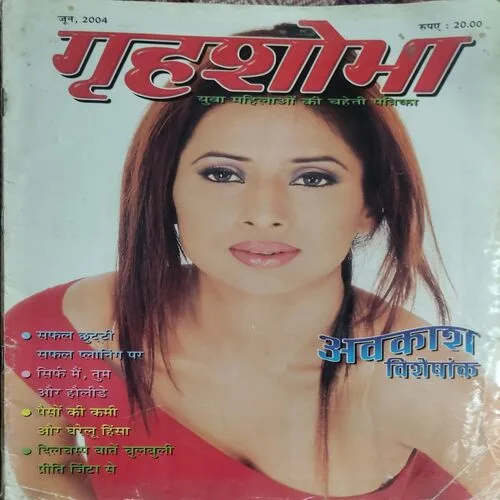 जून, 2004
रुपए : 20.00
गृहशोभा
युवा महिलाओं की चहेती पत्रिका
अवकाश
विशेषांक
सफल छुट्टी
सफल प्लानिंग पर
सिर्फ मैं, तुम
और हौलीडे
पैसों की कमी
और घरेलू हिंसा
दिलचस्प बातें चुलबुली
प्रीति जिंटा से